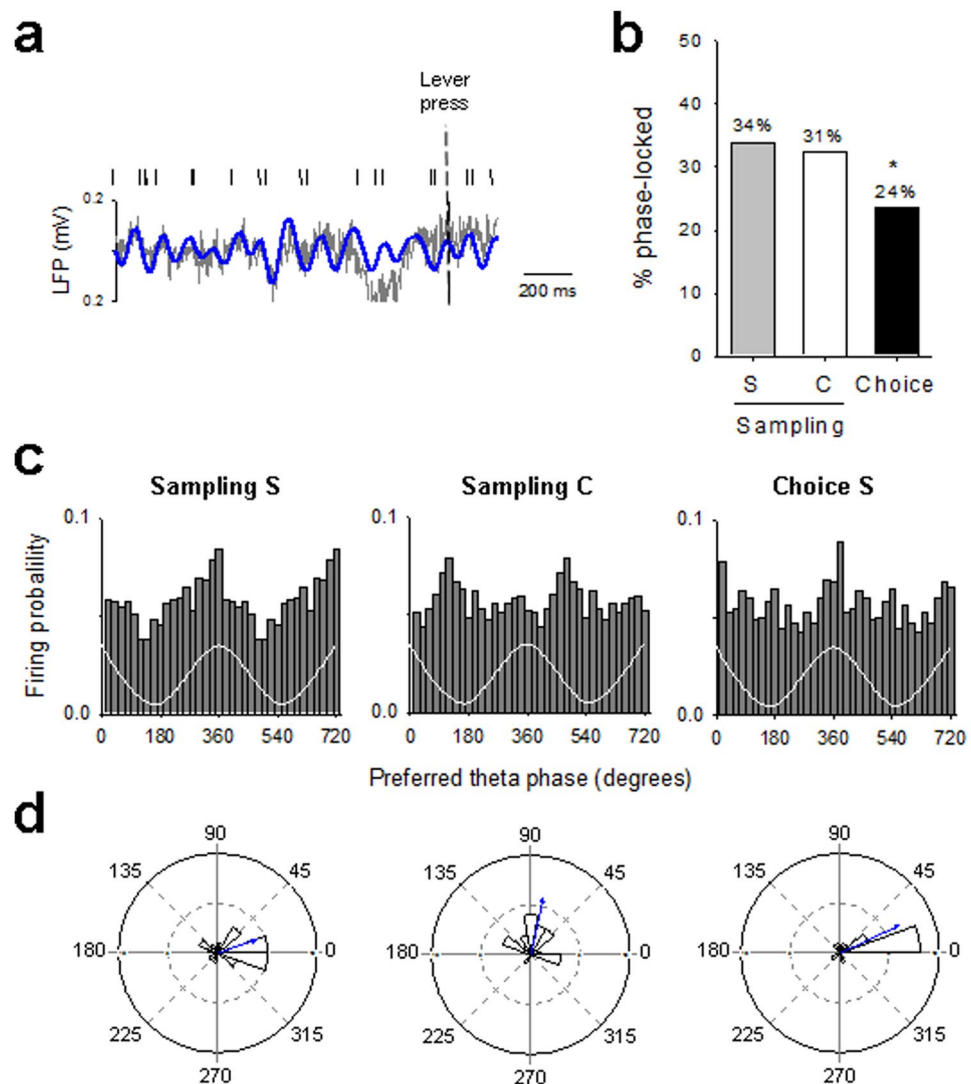 a
Lever
press
0.2
LFP (mV)
0.2
200 ms
b
% phase-locked
50
40
30
20
10
0
34%
31%
*
24%
S
C
Choice
Sampling
c
Sampling S
Sampling C
Choice S
Firing probalility
0.1
0.0
0 180 360 540 720
0.1
0.0
0 180 360 540 720
0.1
0.0
0 180 360 540 720
Preferred theta phase (degrees)
d
90
135 45
180 0
225 315
270
90
135 45
180 0
225 315
270
90
135 45
180 0
225 315
270